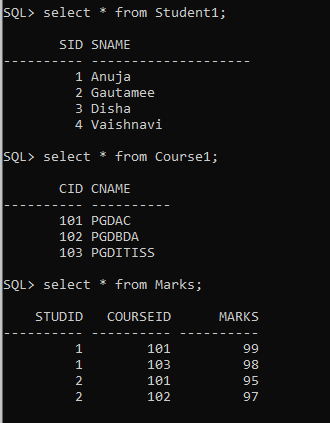 SQL> select * from Student1;
SID SNAME
---------- --------------------
1 Anuja
2 Gautamee
3 Disha
4 Vaishnavi
SQL> select * from Course1;
CID CNAME
---------- ----------
101 PGDAC
102 PGDBDA
103 PGDITISS
SQL> select * from Marks;
STUDID COURSEID MARKS
---------- ---------- ----------
1 101 99
1 103 98
2 101 95
2 102 97